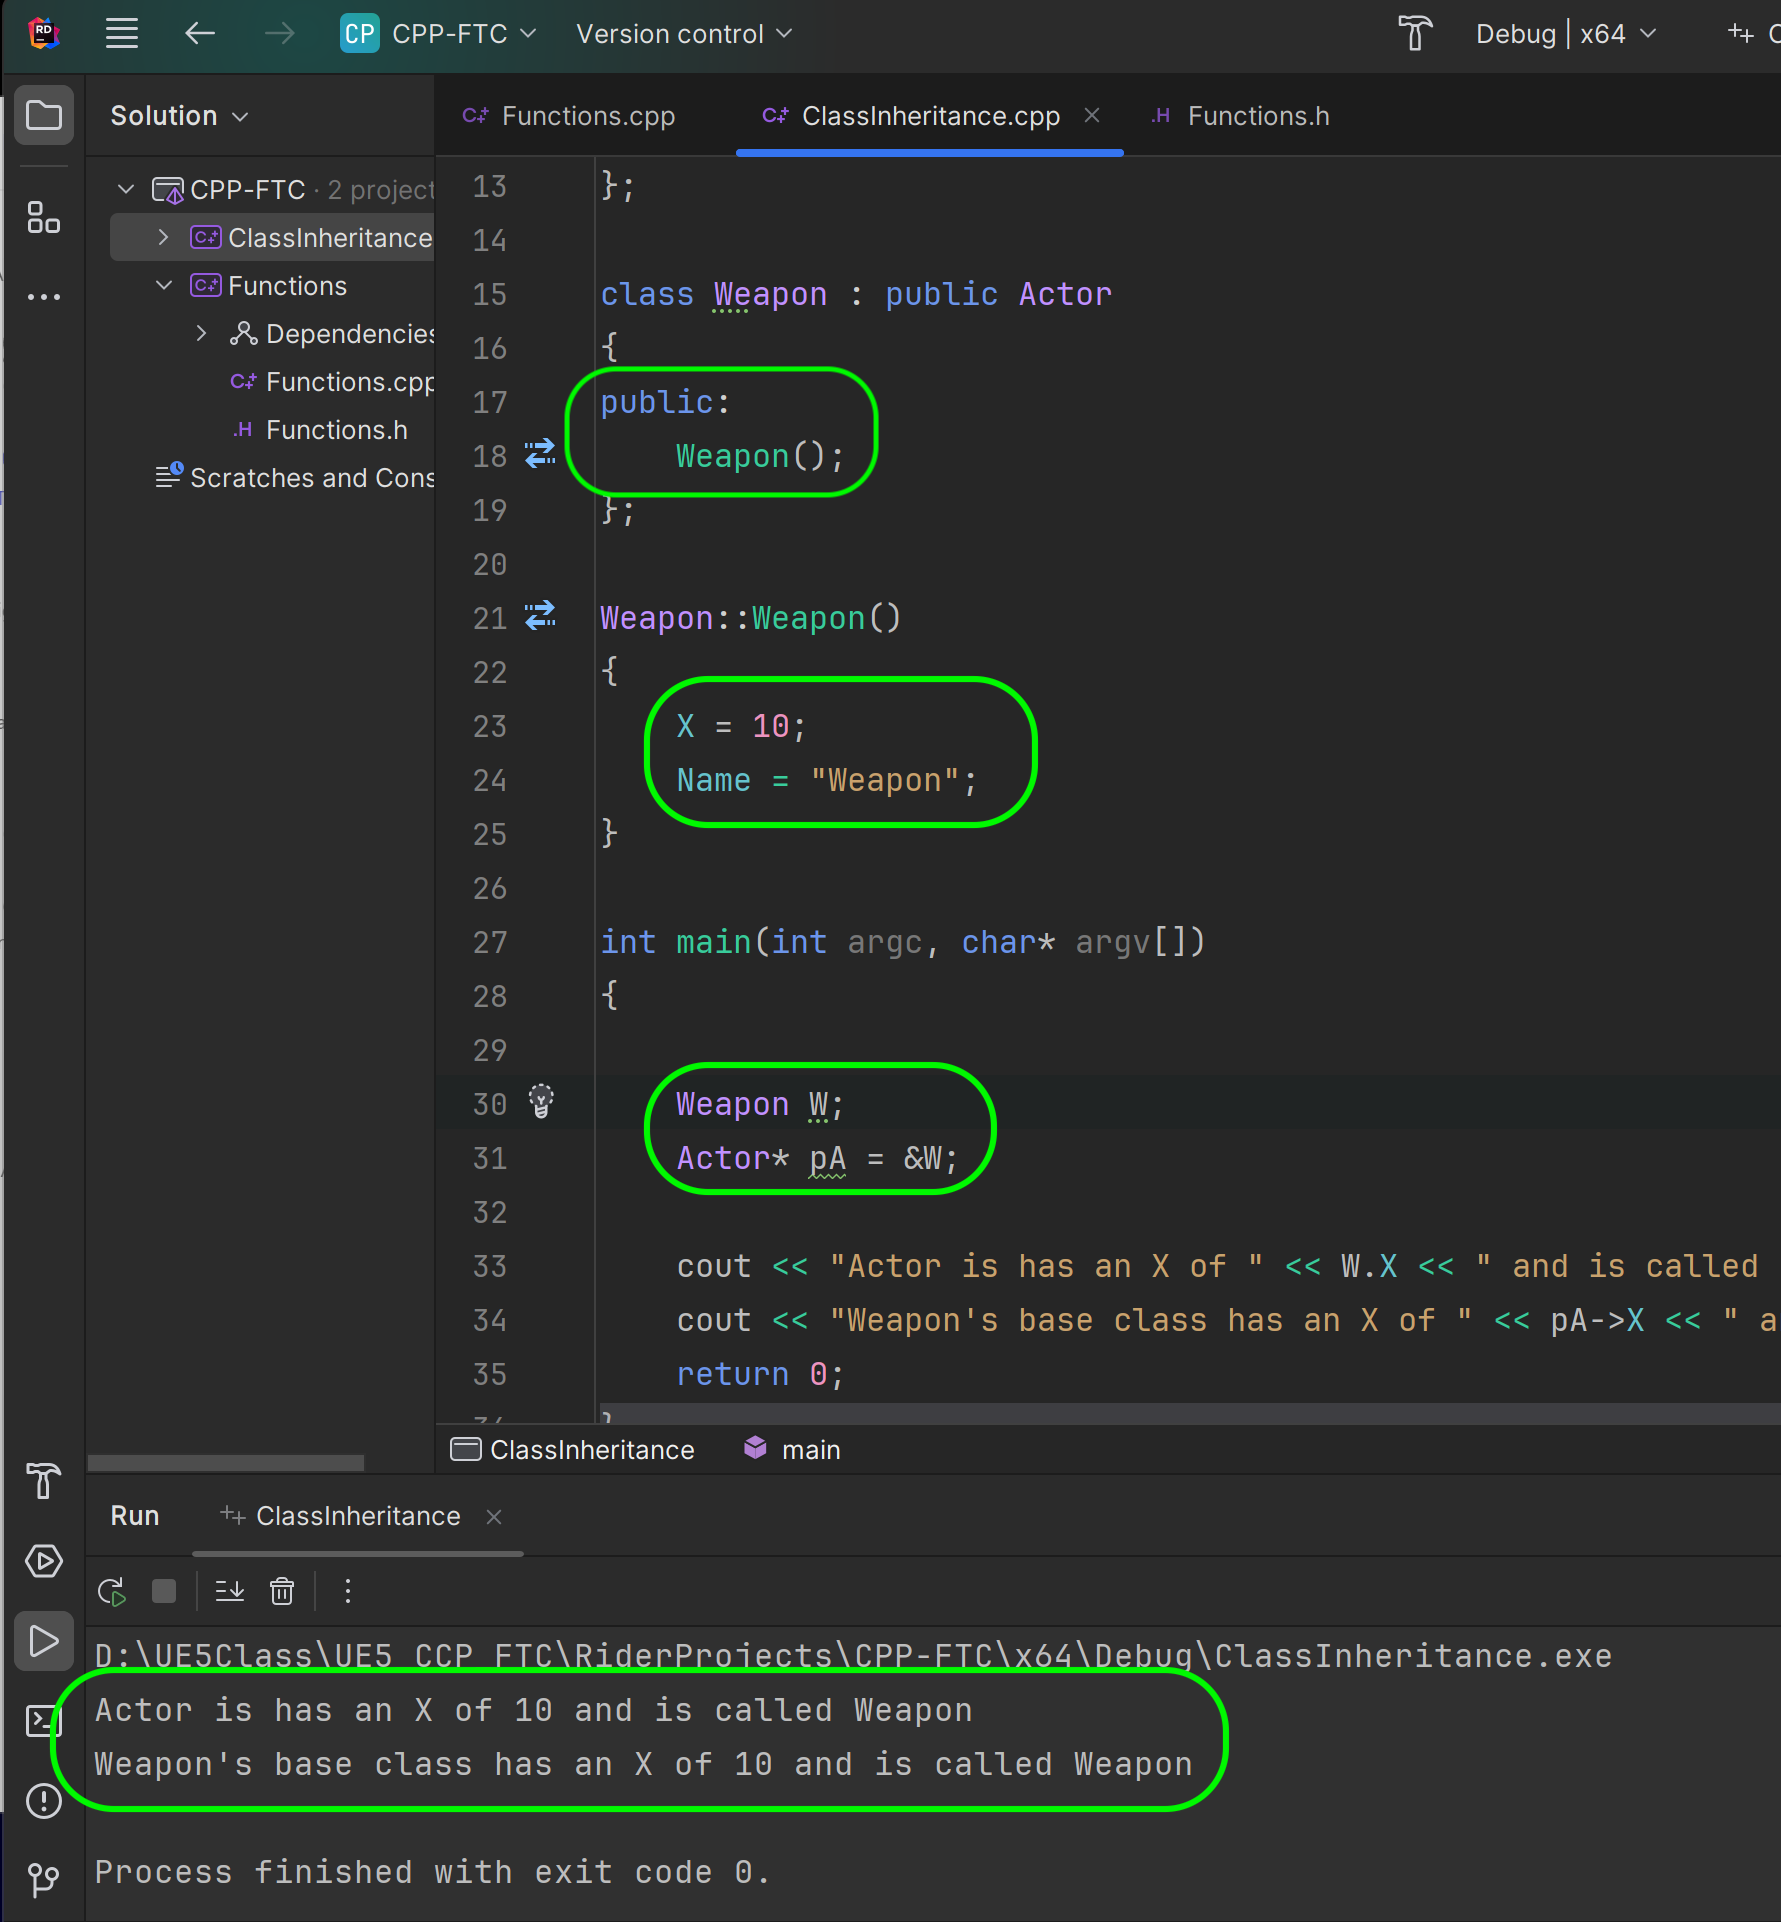 RD
CP CPP-FTC Version control Debug x64
Solution
Functions.cpp ClassInheritance.cpp .H Functions.h
CPP-FTC · 2 project
ClassInheritance
Functions
Dependencies
Functions.cpp
.H Functions.h
Scratches and Cons
13 };
14
15 class Weapon : public Actor
16 {
17 public:
18 Weapon();
19 };
20
21 Weapon::Weapon()
22 {
23 X = 10;
24 Name = "Weapon";
25 }
26
27 int main(int argc, char* argv[])
28 {
29
30 Weapon W;
31 Actor* pA = &W;
32
33 cout << "Actor is has an X of " << W.X << " and is called
34 cout << "Weapon's base class has an X of " << pA->X << " a
35 return 0;
ClassInheritance main
Run ClassInheritance
D:\UE5Class\UE5_CCP_FTC\RiderProjects\CPP-FTC\x64\Debug\ClassInheritance.exe
Actor is has an X of 10 and is called Weapon
Weapon's base class has an X of 10 and is called Weapon
Process finished with exit code 0.